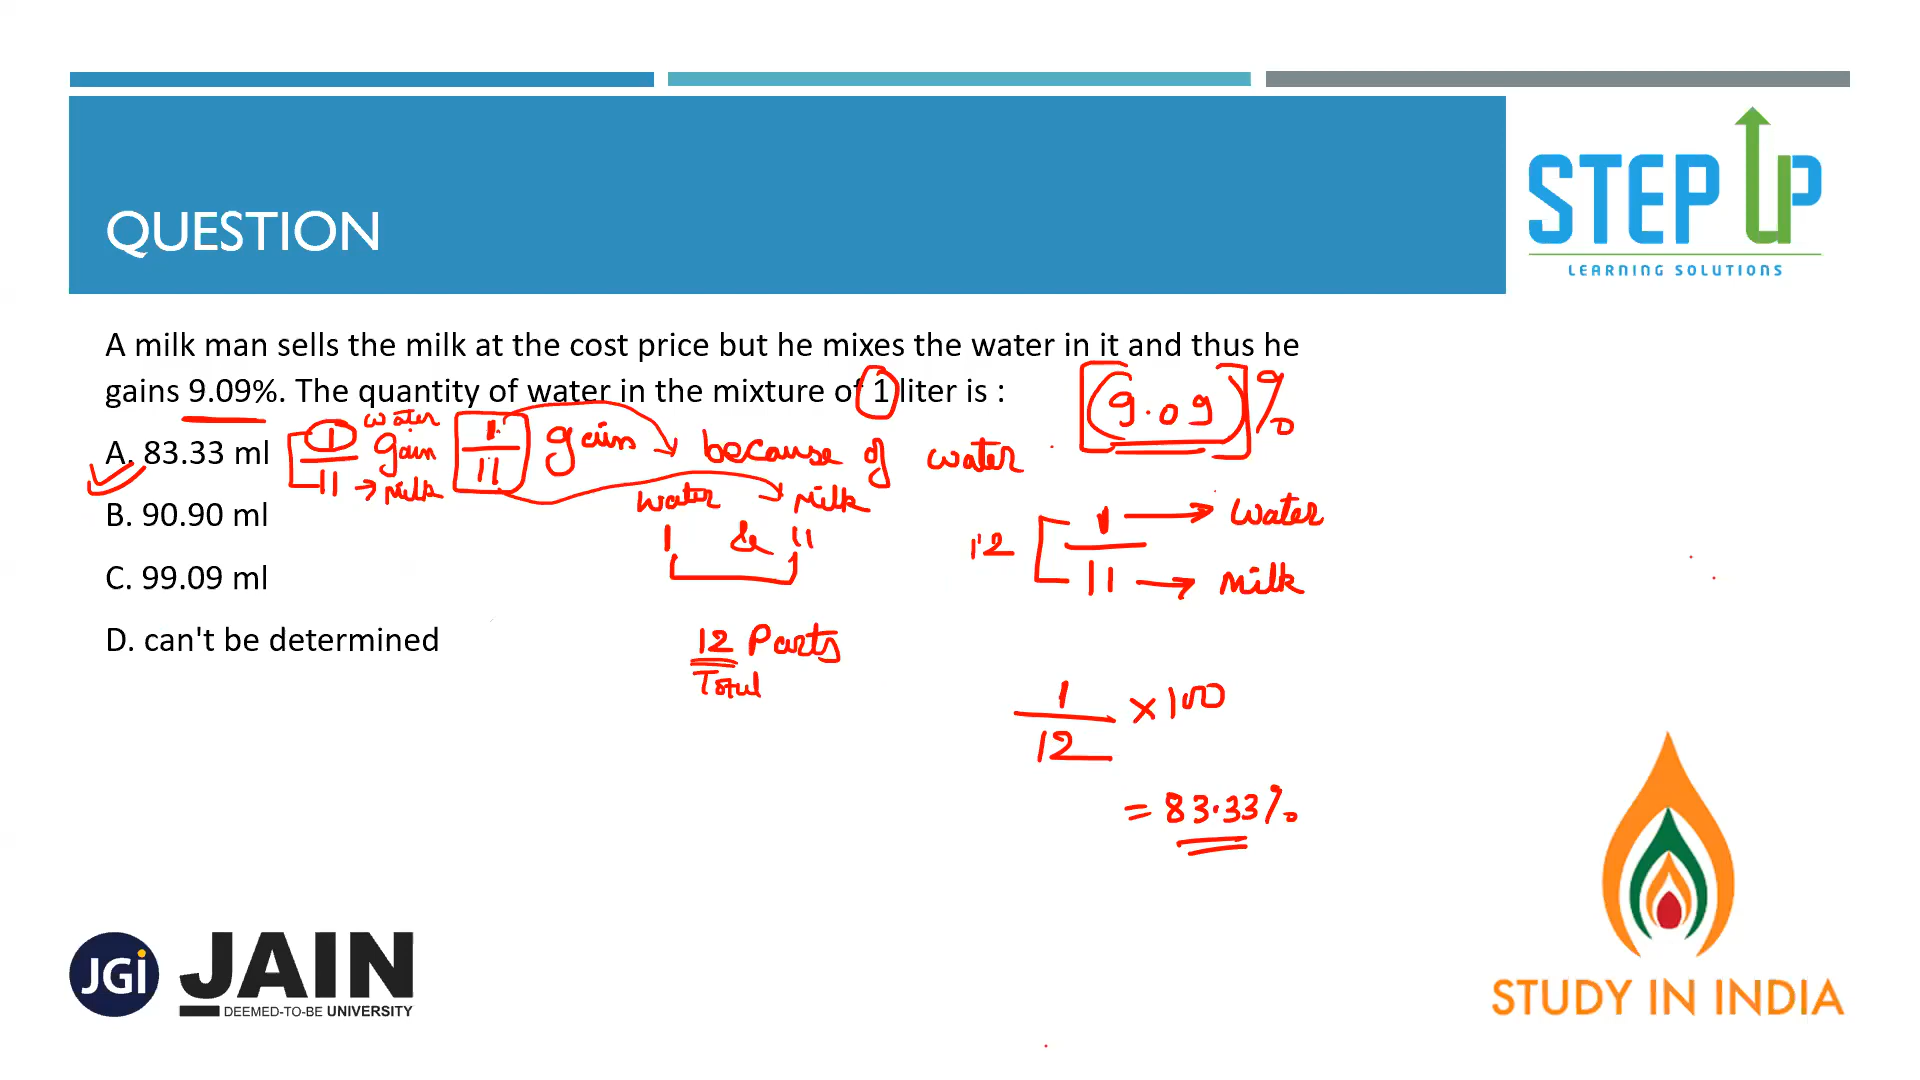 STEP UP
LEARNING SOLUTIONS
QUESTION
A milk man sells the milk at the cost price but he mixes the water in it and thus he
gains 9.09%. The quantity of water in the mixture of 1 liter is :
(9.09)%
A. 83.33 ml
1/11 water gain → Milk
1/11 gains because of water
B. 90.90 ml
water Milk
1 & 11
12
1 → water
11 → Milk
C. 99.09 ml
D. can't be determined
12 Parts
Total
1/12 × 100
= 83.33%
JGi JAIN
DEEMED-TO-BE UNIVERSITY
STUDY IN INDIA